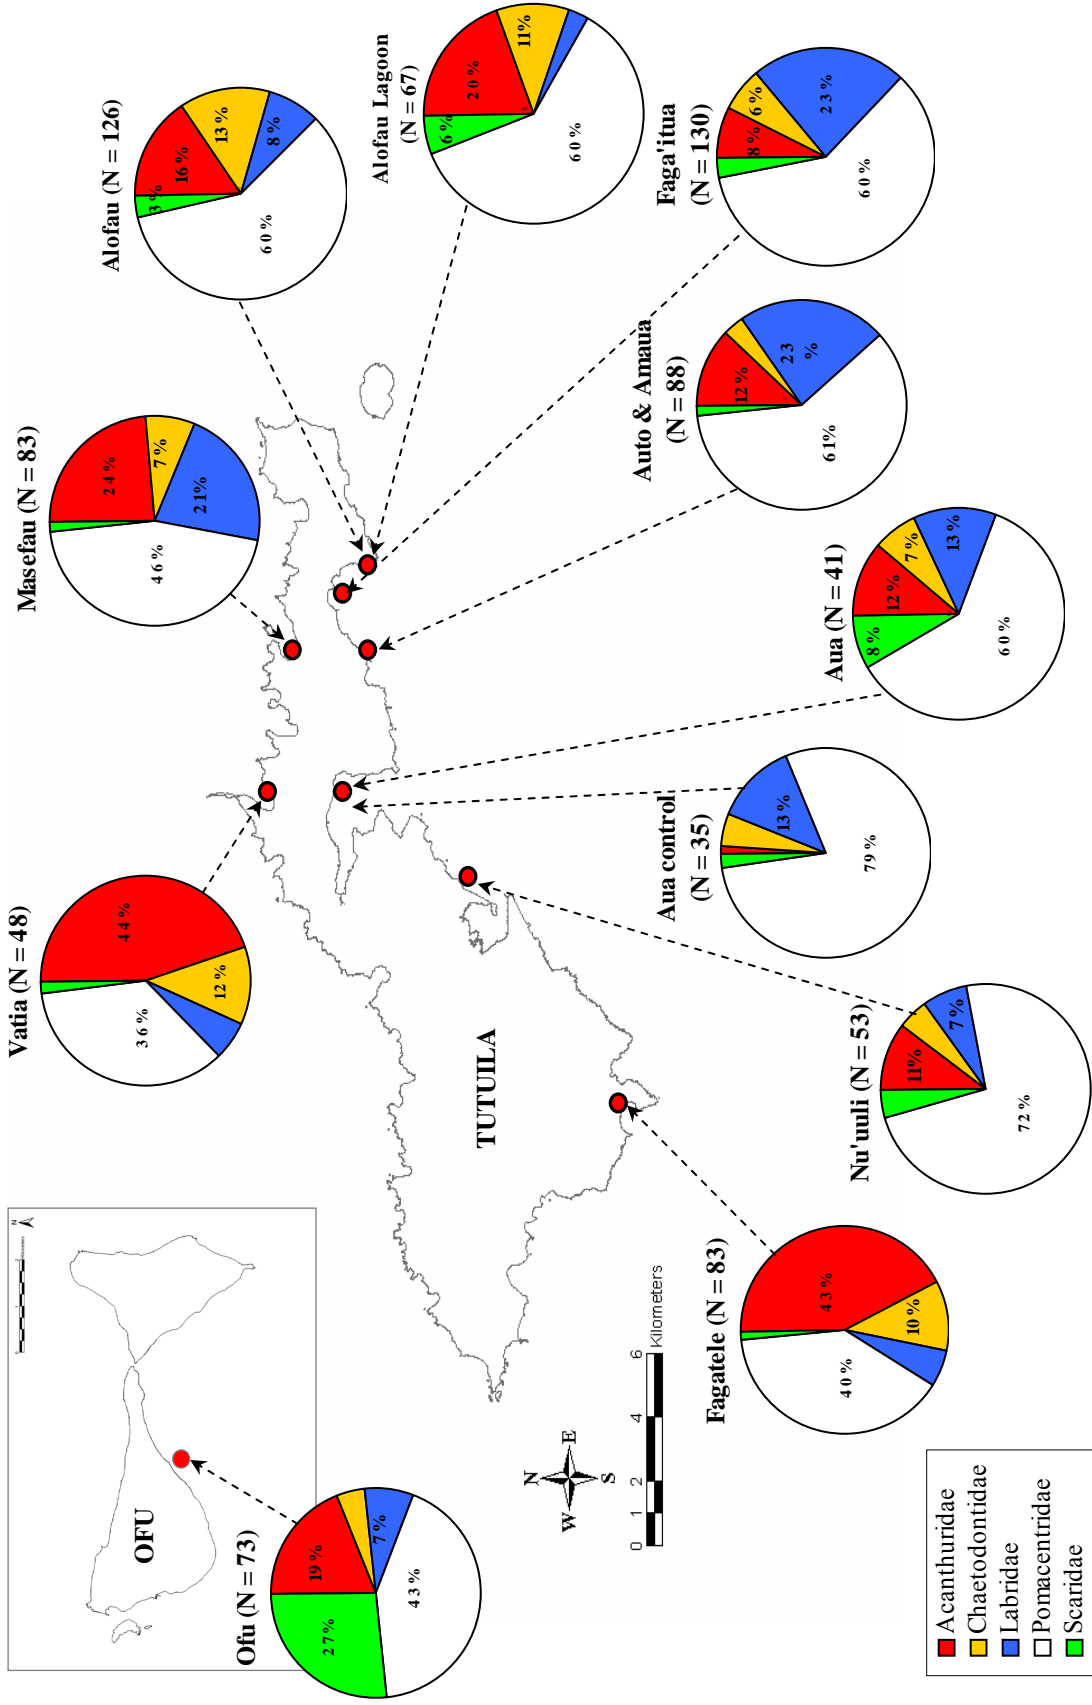 Ofu (N = 73)
19%
7%
43%
27%
OFU
N
Kilometers
Vatia (N = 48)
44%
12%
36%
Masefau (N = 83)
24%
7%
21%
46%
Alofau (N = 126)
3%
16%
13%
8%
60%
Alofau Lagoon
(N = 67)
6%
20%
11%
60%
Faga'itua
(N = 130)
8%
6%
23%
60%
Auto & Amaua
(N = 88)
12%
23
%
61%
Aua (N = 41)
8%
12%
7%
13%
60%
Aua control
(N = 35)
13%
79%
Nu'uuli (N = 53)
11%
7%
72%
Fagatele (N = 83)
43%
10%
40%
TUTUILA
N
W E
S
0 1 2 4 6
Kilometers
Acanthuridae
Chaetodontidae
Labridae
Pomacentridae
Scaridae